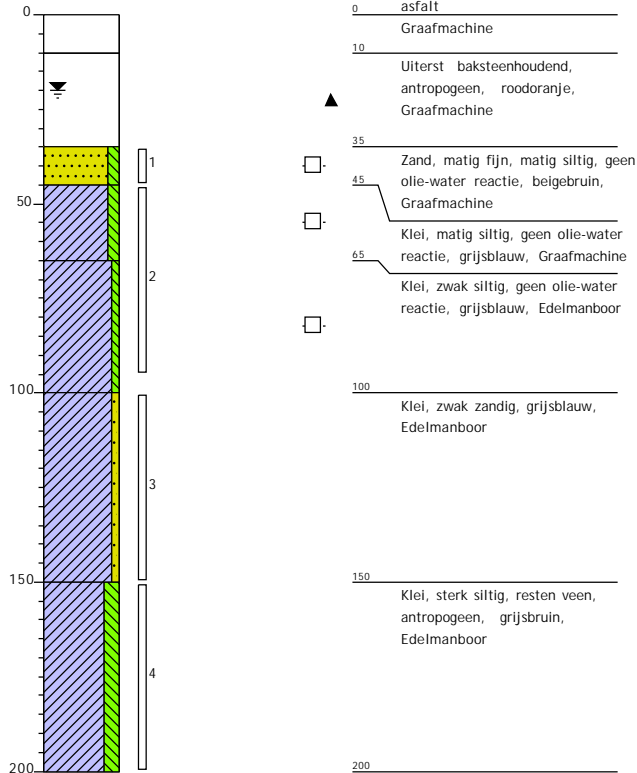 0
50
100
150
200
1
2
3
4
0
asfalt
Graafmachine
10
Uiterst baksteenhoudend,
antropogeen, roodoranje,
Graafmachine
35
Zand, matig fijn, matig siltig, geen
olie-water reactie, beigebruin,
Graafmachine
45
Klei, matig siltig, geen olie-water
reactie, grijsblauw, Graafmachine
65
Klei, zwak siltig, geen olie-water
reactie, grijsblauw, Edelmanboor
100
Klei, zwak zandig, grijsblauw,
Edelmanboor
150
Klei, sterk siltig, resten veen,
antropogeen, grijsbruin,
Edelmanboor
200